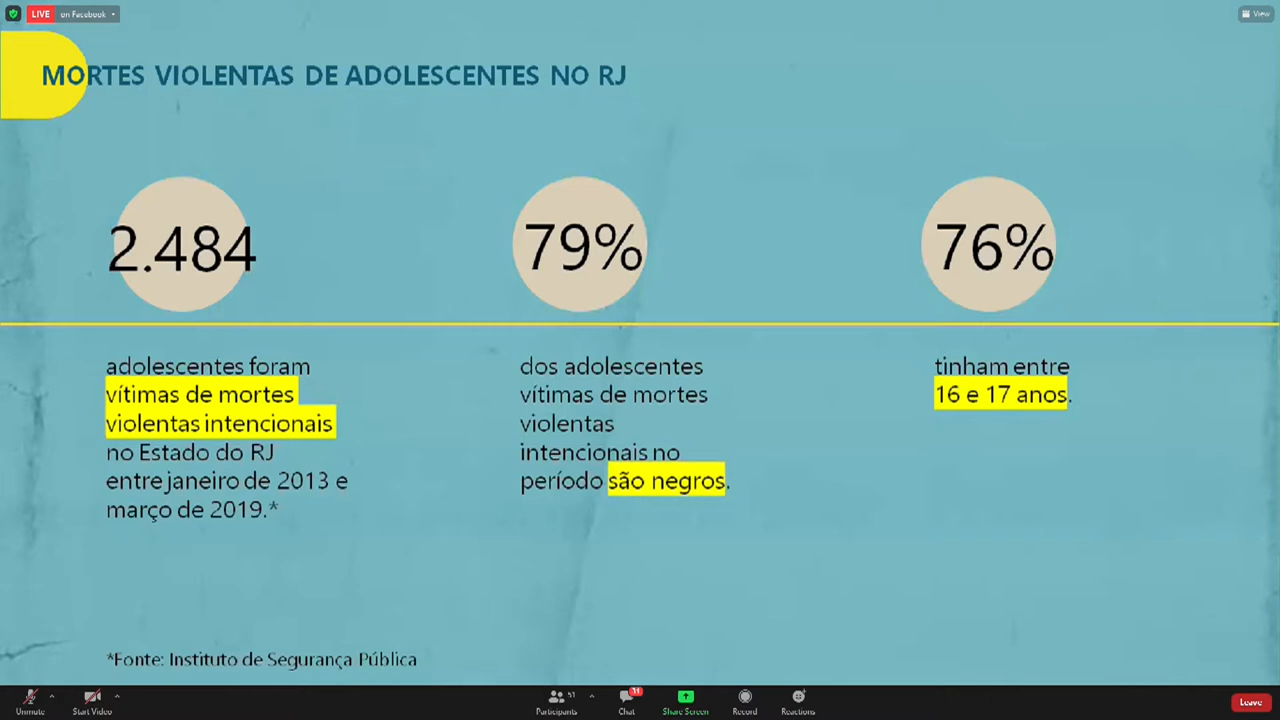 LIVE on Facebook
View
MORTES VIOLENTAS DE ADOLESCENTES NO RJ
2.484
79%
76%
adolescentes foram
vítimas de mortes
violentas intencionais
no Estado do RJ
entre janeiro de 2013 e
março de 2019.*
dos adolescentes
vítimas de mortes
violentas
intencionais no
período são negros.
tinham entre
16 e 17 anos.
*Fonte: Instituto de Segurança Pública
Unmute
Start Video
51
Participants
Chat
Share Screen
Record
Reactions
Leave